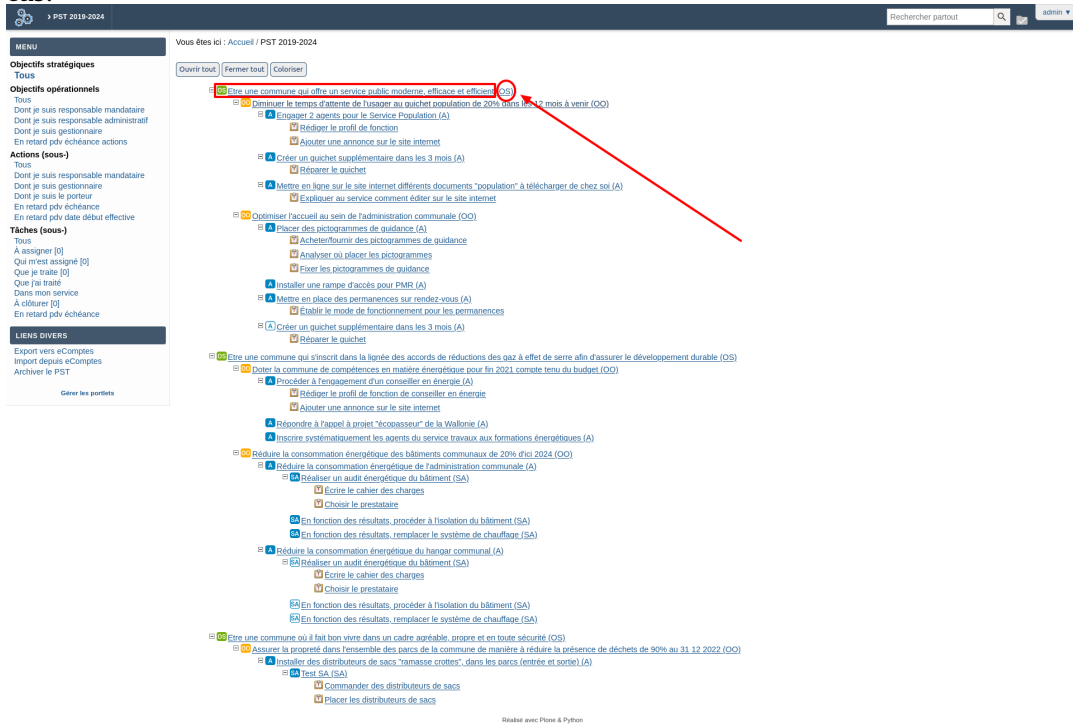 › PST 2019-2024
Rechercher partout
admin ▼
MENU
Objectifs stratégiques
Tous
Objectifs opérationnels
Tous
Dont je suis responsable mandataire
Dont je suis responsable administratif
Dont je suis gestionnaire
En retard pdv échéance actions
Actions (sous-)
Tous
Dont je suis responsable mandataire
Dont je suis gestionnaire
Dont je suis le porteur
En retard pdv échéance
En retard pdv date début effective
Tâches (sous-)
Tous
À assigner [0]
Qui m'est assigné [0]
Que je traite [0]
Que j'ai traité
Dans mon service
À clôturer [0]
En retard pdv échéance
LIENS DIVERS
Export vers eComptes
Import depuis eComptes
Archiver le PST
Gérer les portlets
Vous êtes ici : Accueil / PST 2019-2024
Ouvrir tout Fermer tout Coloriser
OS Etre une commune qui offre un service public moderne, efficace et efficient (OS)
OO Diminuer le temps d'attente de l'usager au guichet population de 20% dans les 12 mois à venir (OO)
A Engager 2 agents pour le Service Population (A)
Rédiger le profil de fonction
Ajouter une annonce sur le site internet
A Créer un guichet supplémentaire dans les 3 mois (A)
Réparer le guichet
A Mettre en ligne sur le site internet différents documents "population" à télécharger de chez soi (A)
Expliquer au service comment éditer sur le site internet
OO Optimiser l'accueil au sein de l'administration communale (OO)
A Placer des pictogrammes de guidance (A)
Acheter/fournir des pictogrammes de guidance
Analyser où placer les pictogrammes
Fixer les pictogrammes de guidance
A Installer une rampe d'accès pour PMR (A)
A Mettre en place des permanences sur rendez-vous (A)
Établir le mode de fonctionnement pour les permanences
A Créer un guichet supplémentaire dans les 3 mois (A)
Réparer le guichet
OS Etre une commune qui s'inscrit dans la lignée des accords de réductions des gaz à effet de serre afin d'assurer le développement durable (OS)
OO Doter la commune de compétences en matière énergétique pour fin 2021 compte tenu du budget (OO)
A Procéder à l'engagement d'un conseiller en énergie (A)
Rédiger le profil de fonction de conseiller en énergie
Ajouter une annonce sur le site internet
A Répondre à l'appel à projet "écopasseur" de la Wallonie (A)
A Inscrire systématiquement les agents du service travaux aux formations énergétiques (A)
OO Réduire la consommation énergétique des bâtiments communaux de 20% d'ici 2024 (OO)
A Réduire la consommation énergétique de l'administration communale (A)
SA Réaliser un audit énergétique du bâtiment (SA)
Écrire le cahier des charges
Choisir le prestataire
SA En fonction des résultats, procéder à l'isolation du bâtiment (SA)
SA En fonction des résultats, remplacer le système de chauffage (SA)
A Réduire la consommation énergétique du hangar communal (A)
SA Réaliser un audit énergétique du bâtiment (SA)
Écrire le cahier des charges
Choisir le prestataire
SA En fonction des résultats, procéder à l'isolation du bâtiment (SA)
SA En fonction des résultats, remplacer le système de chauffage (SA)
OS Etre une commune où il fait bon vivre dans un cadre agréable, propre et en toute sécurité (OS)
OO Assurer la propreté dans l'ensemble des parcs de la commune de manière à réduire la présence de déchets de 90% au 31 12 2022 (OO)
A Installer des distributeurs de sacs "ramasse crottes", dans les parcs (entrée et sortie) (A)
SA Test SA (SA)
Commander des distributeurs de sacs
Placer les distributeurs de sacs
Réalisé avec Plone & Python